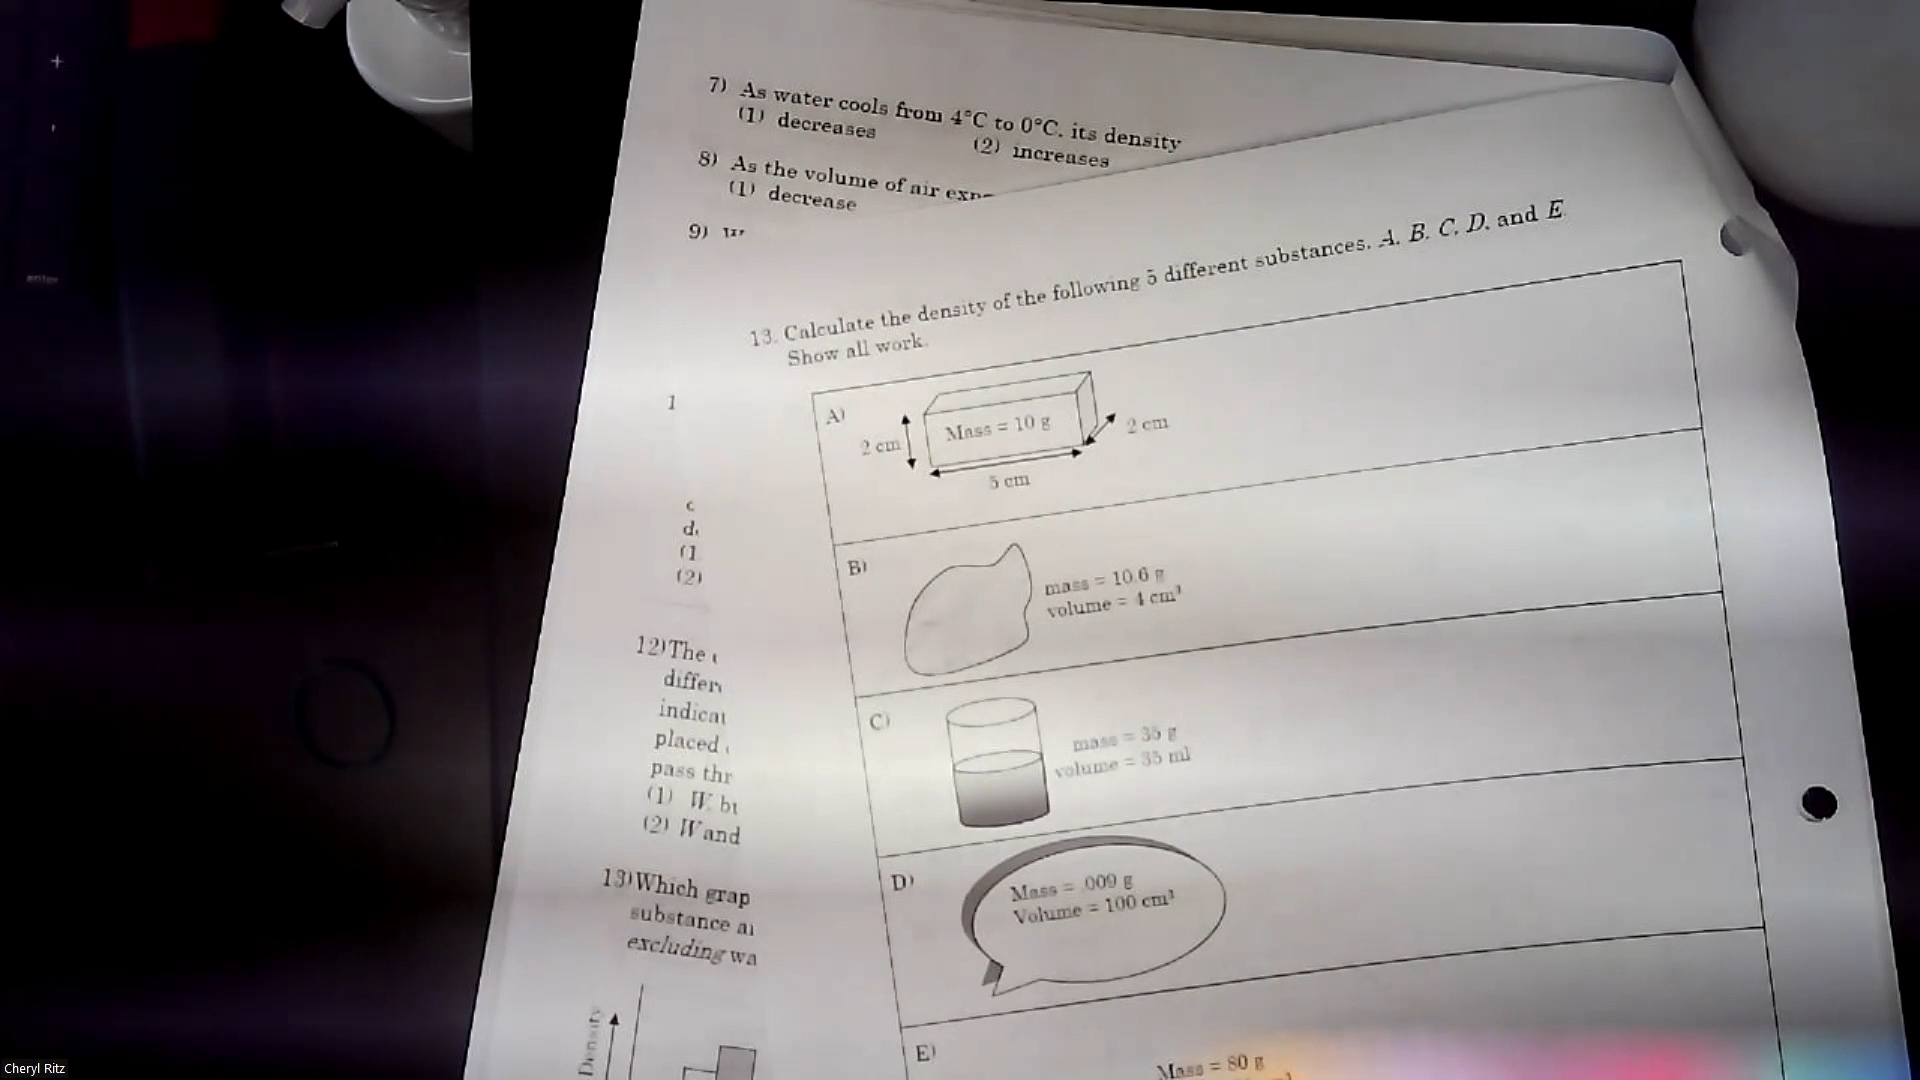 7) As water cools from 4°C to 0°C, its density
(1) decreases (2) increases
8) As the volume of air
(1) decrease
9)
13. Calculate the density of the following 5 different substances, A, B, C, D, and E
Show all work.
A)
Mass = 10 g
2 cm
2 cm
5 cm
B)
mass = 10.6 g
volume = 4 cm³
C)
mass = 35 g
volume = 35 ml
D)
Mass = .009 g
Volume = 100 cm³
E)
Mass = 80 g
1
(1
(2)
12) The
differ
indicat
placed
pass thr
(1) W, bu
(2) W and
13) Which grap
substance a
excluding wa
Density
enter
Cheryl Ritz